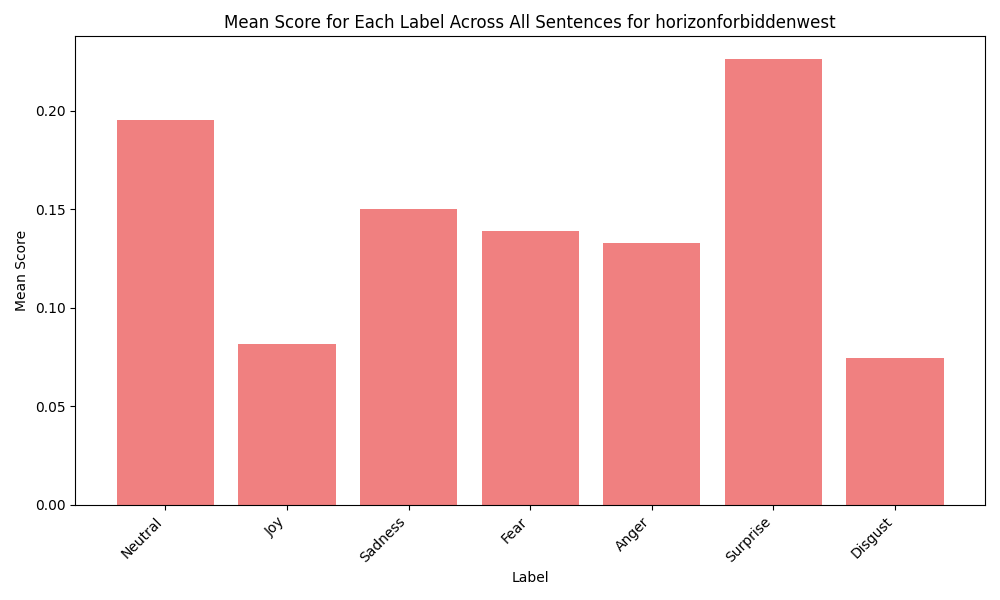 Mean Score for Each Label Across All Sentences for horizonforbiddenwest
Mean Score
0.20
0.15
0.10
0.05
0.00
Neutral
Joy
Sadness
Fear
Anger
Surprise
Disgust
Label